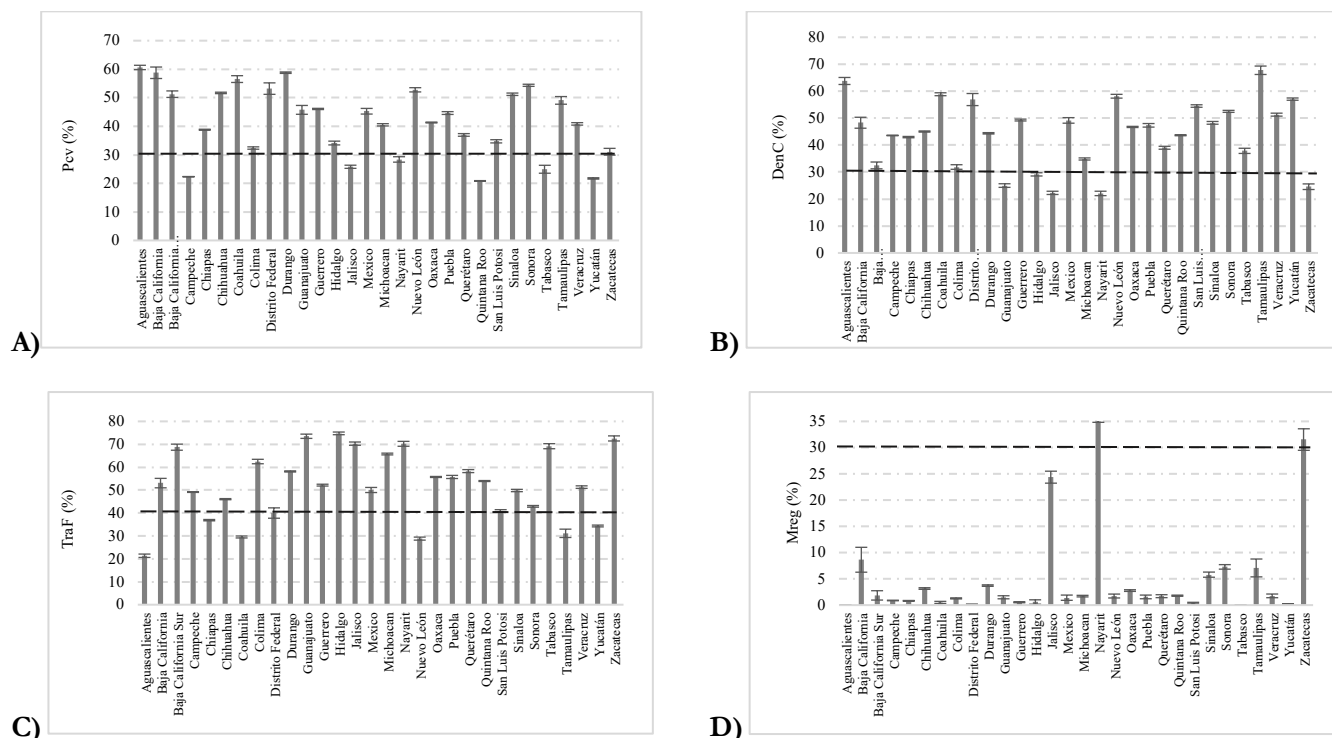 70
60
50
40
30
20
10
0
Pcv (%)
Aguascalientes
Baja California
Baja California…
Campeche
Chiapas
Chihuahua
Coahuila
Colima
Distrito Federal
Durango
Guanajuato
Guerrero
Hidalgo
Jalisco
Mexico
Michoacan
Nayarit
Nuevo León
Oaxaca
Puebla
Querétaro
Quintana Roo
San Luis Potosi
Sinaloa
Sonora
Tabasco
Tamaulipas
Veracruz
Yucatán
Zacatecas
A)
80
70
60
50
40
30
20
10
0
DenC (%)
Aguascalientes
Baja California
Baja…
Campeche
Chiapas
Chihuahua
Coahuila
Colima
Distrito…
Durango
Guanajuato
Guerrero
Hidalgo
Jalisco
Mexico
Michoacan
Nayarit
Nuevo León
Oaxaca
Puebla
Querétaro
Quintana Roo
San Luis…
Sinaloa
Sonora
Tabasco
Tamaulipas
Veracruz
Yucatán
Zacatecas
B)
80
70
60
50
40
30
20
10
0
TraF (%)
Aguascalientes
Baja California
Baja California Sur
Campeche
Chiapas
Chihuahua
Coahuila
Colima
Distrito Federal
Durango
Guanajuato
Guerrero
Hidalgo
Jalisco
Mexico
Michoacan
Nayarit
Nuevo León
Oaxaca
Puebla
Querétaro
Quintana Roo
San Luis Potosi
Sinaloa
Sonora
Tabasco
Tamaulipas
Veracruz
Yucatán
Zacatecas
C)
35
30
25
20
15
10
5
0
Mreg (%)
Aguascalientes
Baja California
Baja California Sur
Campeche
Chiapas
Chihuahua
Coahuila
Colima
Distrito Federal
Durango
Guanajuato
Guerrero
Hidalgo
Jalisco
Mexico
Michoacan
Nayarit
Nuevo León
Oaxaca
Puebla
Querétaro
Quintana Roo
San Luis Potosi
Sinaloa
Sonora
Tabasco
Tamaulipas
Veracruz
Yucatán
Zacatecas
D)